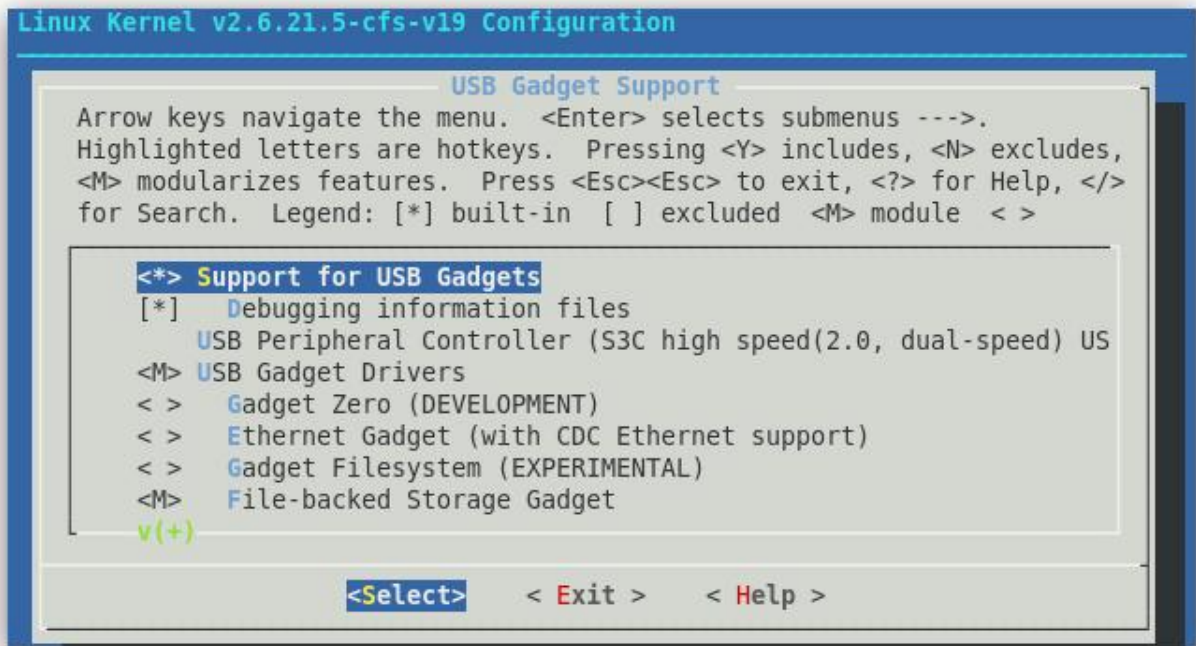 Linux Kernel v2.6.21.5-cfs-v19 Configuration
USB Gadget Support
Arrow keys navigate the menu.  <Enter> selects submenus --->.
Highlighted letters are hotkeys.  Pressing <Y> includes, <N> excludes,
<M> modularizes features.  Press <Esc><Esc> to exit, <?> for Help, </>
for Search.  Legend: [*] built-in  [ ] excluded  <M> module  < >
<*> Support for USB Gadgets
[*]   Debugging information files
USB Peripheral Controller (S3C high speed(2.0, dual-speed) US
<M> USB Gadget Drivers
< >   Gadget Zero (DEVELOPMENT)
< >   Ethernet Gadget (with CDC Ethernet support)
< >   Gadget Filesystem (EXPERIMENTAL)
<M>   File-backed Storage Gadget
v(+)
<Select>    < Exit >    < Help >